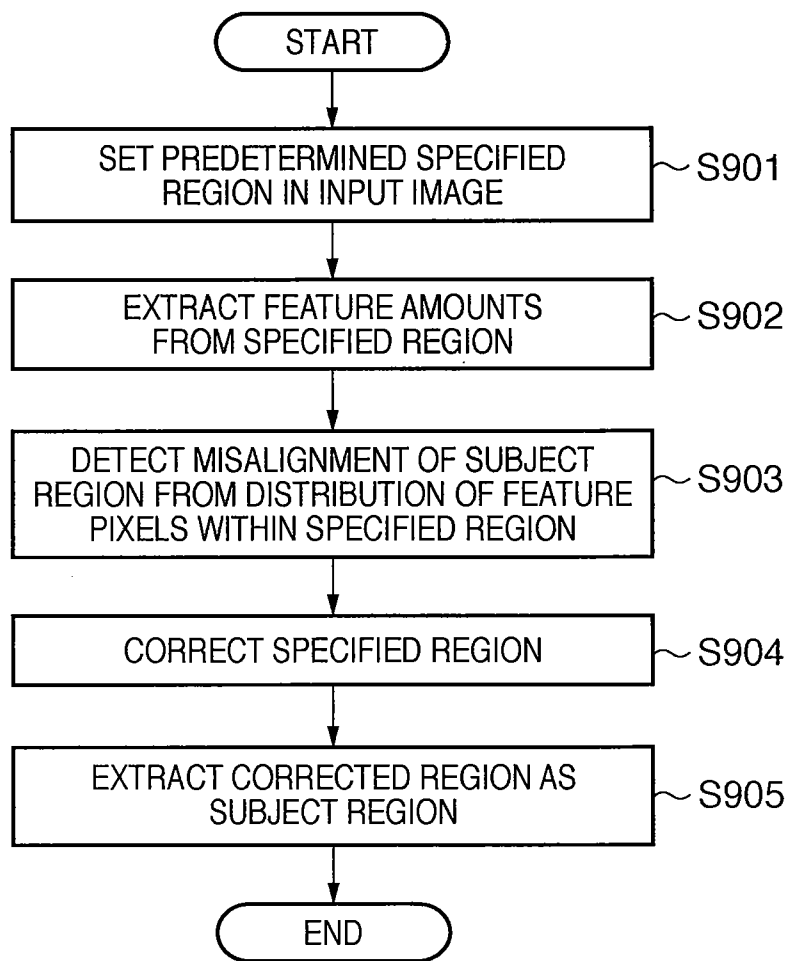 START
SET PREDETERMINED SPECIFIED
REGION IN INPUT IMAGE
S901
EXTRACT FEATURE AMOUNTS
FROM SPECIFIED REGION
S902
DETECT MISALIGNMENT OF SUBJECT
REGION FROM DISTRIBUTION OF FEATURE
PIXELS WITHIN SPECIFIED REGION
S903
CORRECT SPECIFIED REGION
S904
EXTRACT CORRECTED REGION AS
SUBJECT REGION
S905
END